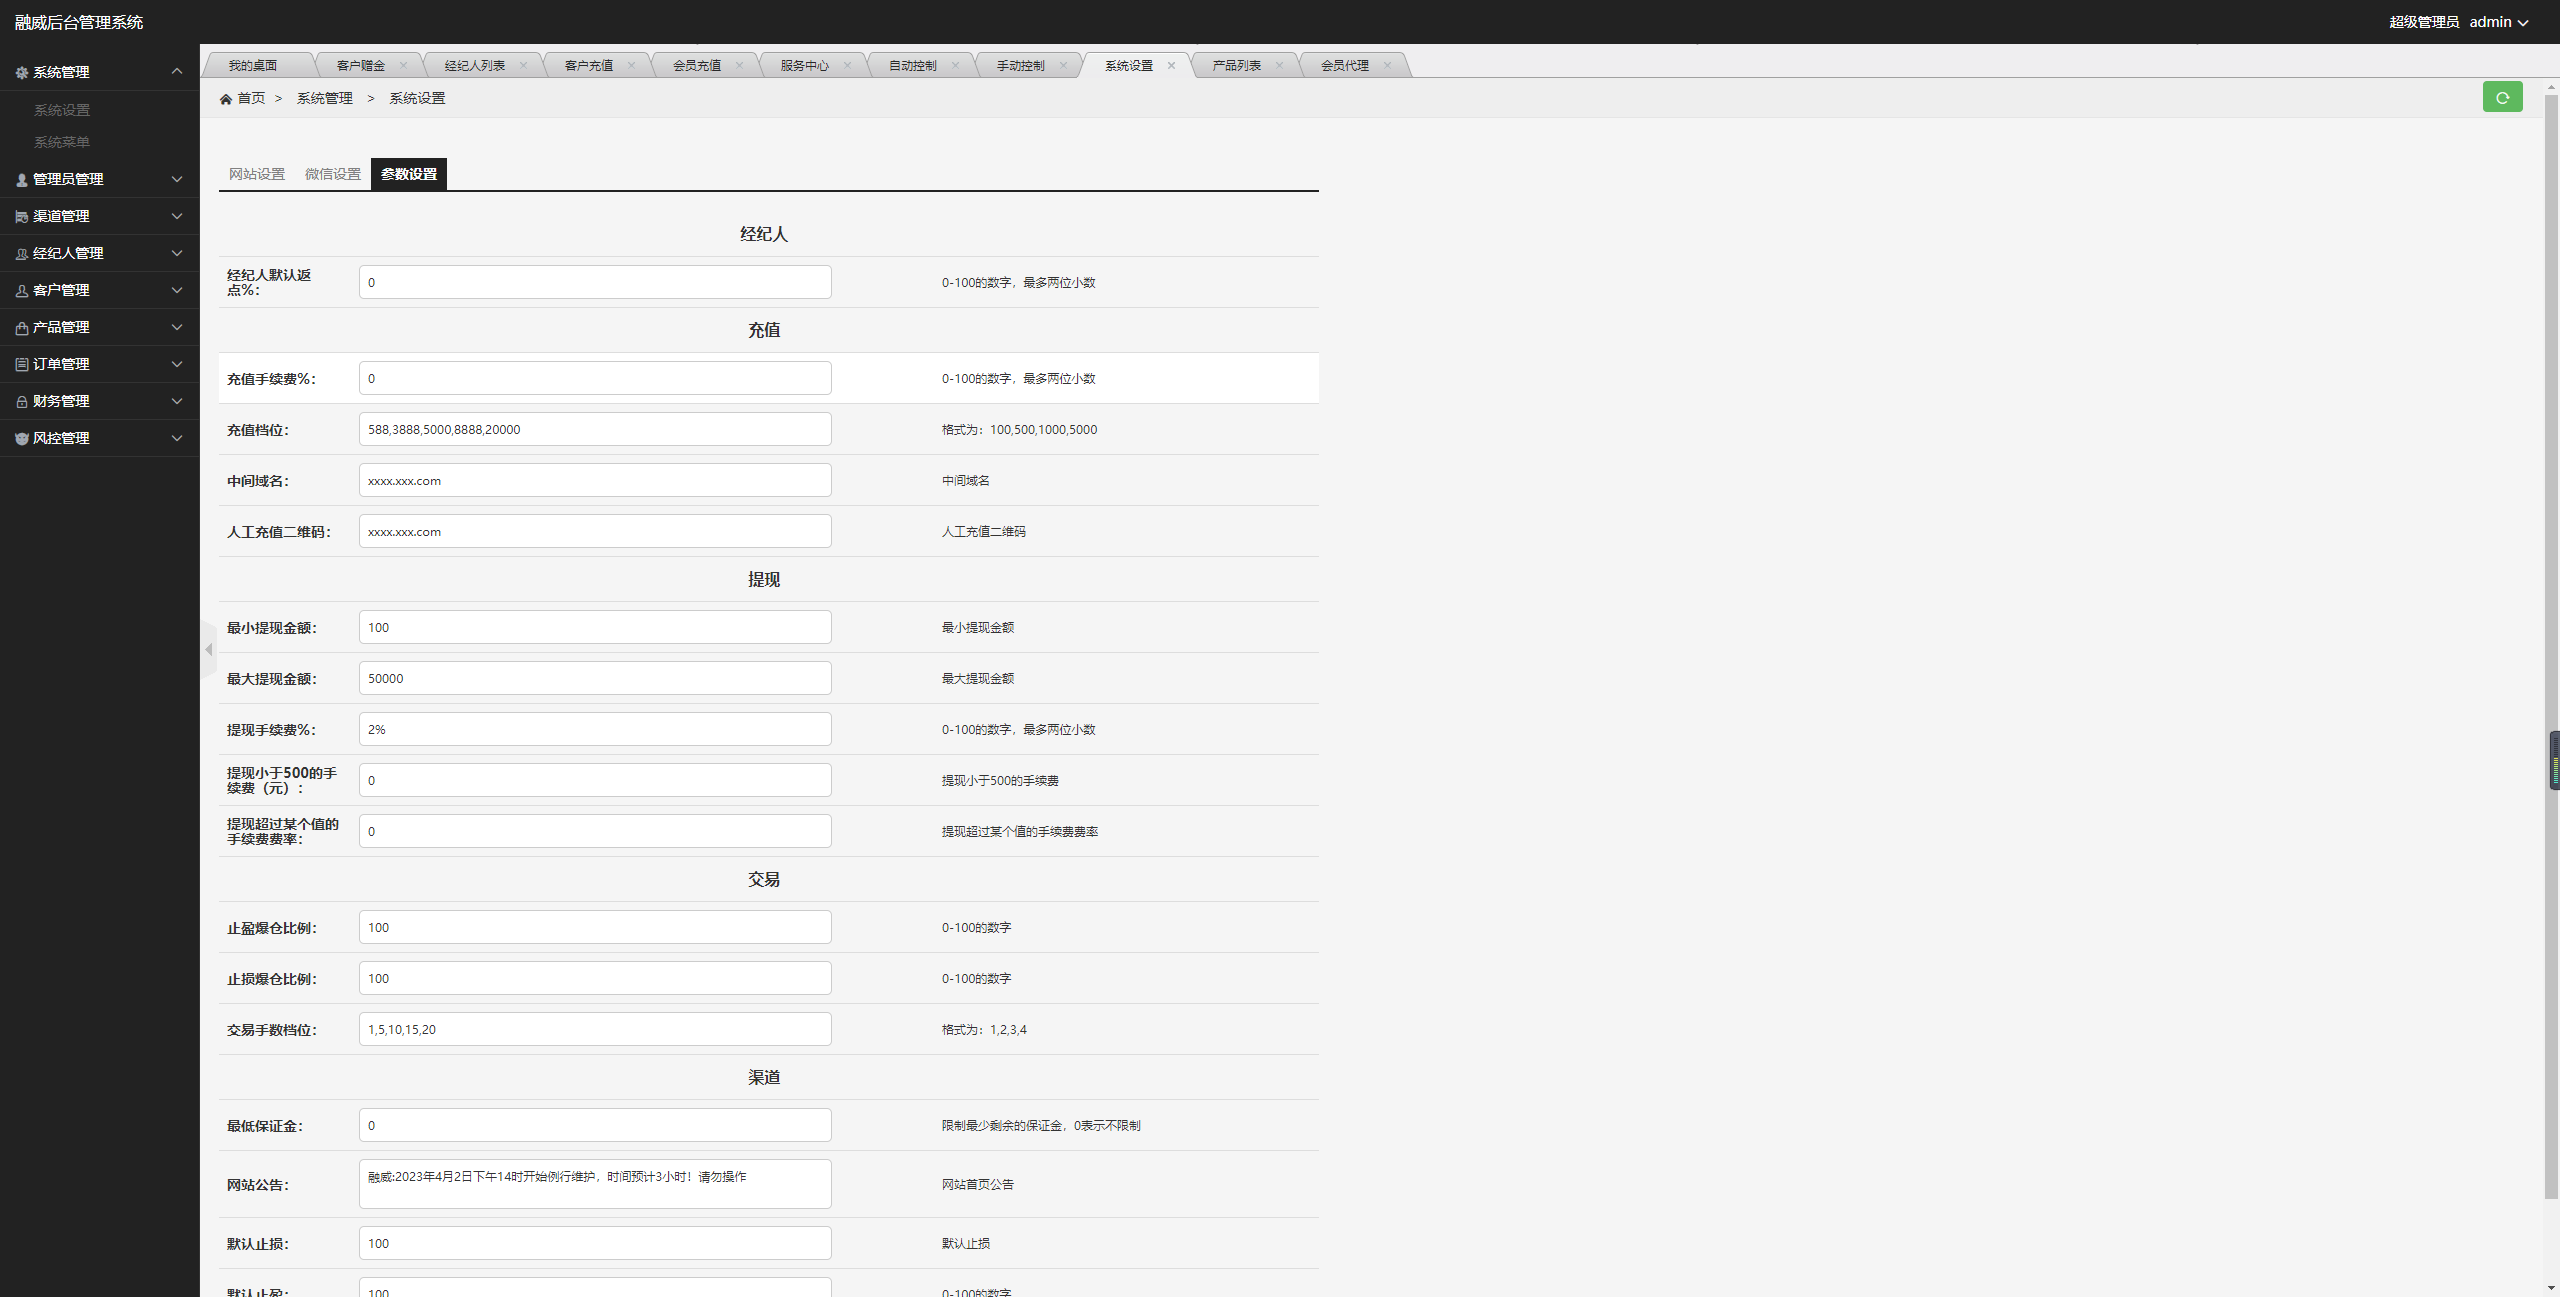 融威后台管理系统
超级管理员 admin
系统管理
系统设置
系统菜单
管理员管理
渠道管理
经纪人管理
客户管理
产品管理
订单管理
财务管理
风控管理
我的桌面 客户赠金 经纪人列表 客户充值 会员充值 服务中心 自动控制 手动控制 系统设置 产品列表 会员代理
首页 > 系统管理 > 系统设置
网站设置 微信设置 参数设置
经纪人
经纪人默认返
点%：
0
0-100的数字，最多两位小数
充值
充值手续费%： 0 0-100的数字，最多两位小数
充值档位： 588,3888,5000,8888,20000 格式为：100,500,1000,5000
中间域名： xxxx.xxx.com 中间域名
人工充值二维码： xxxx.xxx.com 人工充值二维码
提现
最小提现金额： 100 最小提现金额
最大提现金额： 50000 最大提现金额
提现手续费%： 2% 0-100的数字，最多两位小数
提现小于500的手
续费（元）：
0
提现小于500的手续费
提现超过某个值的
手续费费率：
0
提现超过某个值的手续费费率
交易
止盈爆仓比例： 100 0-100的数字
止损爆仓比例： 100 0-100的数字
交易手数档位： 1,5,10,15,20 格式为：1,2,3,4
渠道
最低保证金： 0 限制最少剩余的保证金，0表示不限制
网站公告： 融威:2023年4月2日下午14时开始例行维护，时间预计3小时！请勿操作 网站首页公告
默认止损： 100 默认止损
默认止盈： 100 0-100的数字